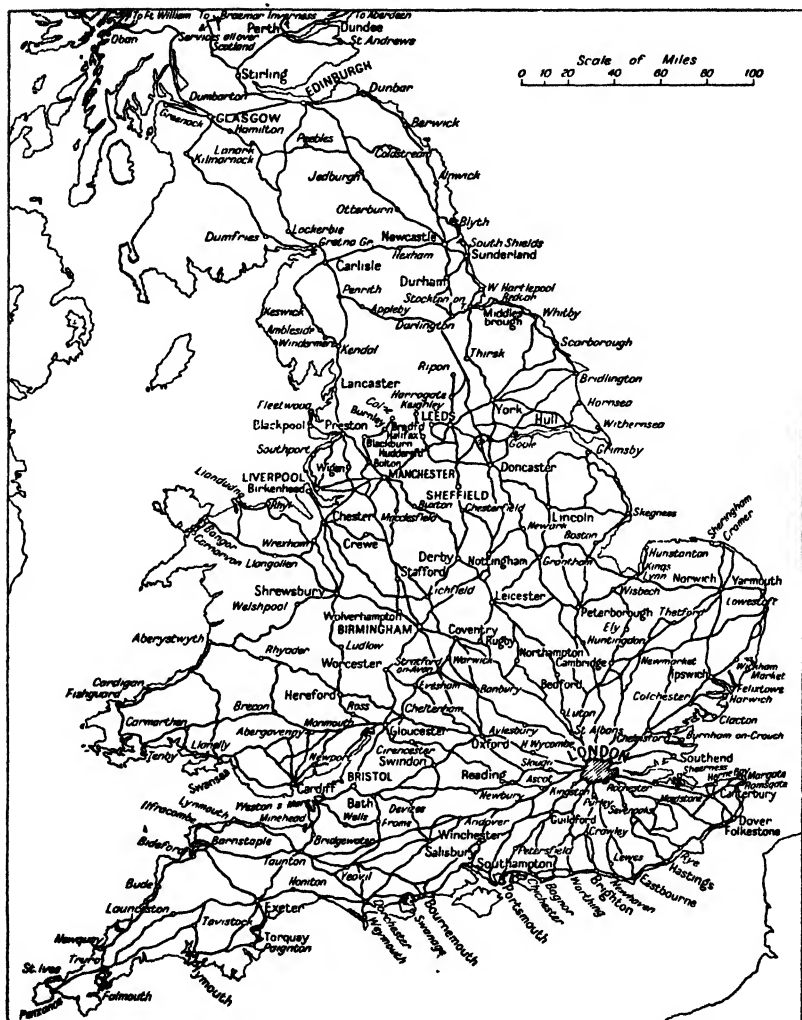 To Ft. William
To Braemar
Inverness
To Aberdeen
& Services all over Scotland
Oban
Perth
Dundee
St Andrews
Stirling
Scale of Miles
0 10 20 40 60 80 100
Dumbarton
EDINBURGH
Dunbar
Greenock
GLASGOW
Hamilton
Berwick
Lanark
Peebles
Coldstream
Kilmarnock
Jedburgh
Alnwick
Otterburn
Blyth
Dumfries
Lockerbie
Gretna Gr.
Newcastle
South Shields
Hexham
Sunderland
Carlisle
Durham
W Hartlepool
Penrith
Stockton on
Redcar
Keswick
Appleby
Middlesbrough
Whitby
Ambleside
Darlington
Windermere
Kendal
Thirsk
Scarborough
Ripon
Bridlington
Lancaster
Harrogate
Fleetwood
Colne
Keighley
York
Hornsea
Blackpool
Preston
Burnley
Bradfd
LEEDS
Hull
Withernsea
Halifax
Southport
Blackburn
Huddersfd
Goole
Grimsby
Wigan
Bolton
Doncaster
LIVERPOOL
MANCHESTER
Llandudno
Birkenhead
SHEFFIELD
Rhyl
Buxton
Chesterfield
Lincoln
Skegness
Chester
Macclesfield
Bangor
Newark
Sheringham
Cromer
Carnarvon
Wrexham
Crewe
Boston
Llangollen
Derby
Nottingham
Grantham
Hunstanton
Stafford
Kings Lynn
Norwich
Yarmouth
Shrewsbury
Lichfield
Leicester
Wisbech
Lowestoft
Welshpool
Wolverhampton
Peterborough
Thetford
BIRMINGHAM
Coventry
Ely
Aberystwyth
Rugby
Huntingdon
Ludlow
Northampton
Rhyader
Worcester
Stratford on Avon
Warwick
Cambridge
Newmarket
Ipswich
Wickham Market
Cardigan
Bedford
Felixtowe
Fishguard
Hereford
Evesham
Banbury
Colchester
Harwich
Brecon
Ross
Cheltenham
Luton
Carmarthen
Monmouth
Clacton
Abergavenny
Gloucester
Aylesbury
St Albans
Chelmsford
Burnham on-Crouch
Tenby
Llanelly
Cirencester
Oxford
H Wycombe
LONDON
Newport
Swindon
Southend
Swansea
Slough
Sheerness
Cardiff
BRISTOL
Reading
Ascot
Herne Bay
Margate
Rochester
Ramsgate
Lynmouth
Weston s Mare
Bath
Newbury
Kingston
Maidstone
Canterbury
Ilfracombe
Minehead
Wells
Devizes
Purley
Sevenoaks
Frome
Andover
Guildford
Dover
Bideford
Barnstaple
Bridgewater
Winchester
Crawley
Folkestone
Salisbury
Taunton
Yeovil
Petersfield
Lewes
Rye
Southampton
Hastings
Bude
Honiton
Eastbourne
Newhaven
Brighton
Worthing
Bognor
Chichester
Portsmouth
Launceston
Exeter
Bournemouth
Tavistock
Swanage
Dorchester
Weymouth
Newquay
Torquay
Paignton
St. Ives
Truro
Plymouth
Falmouth
Penzance